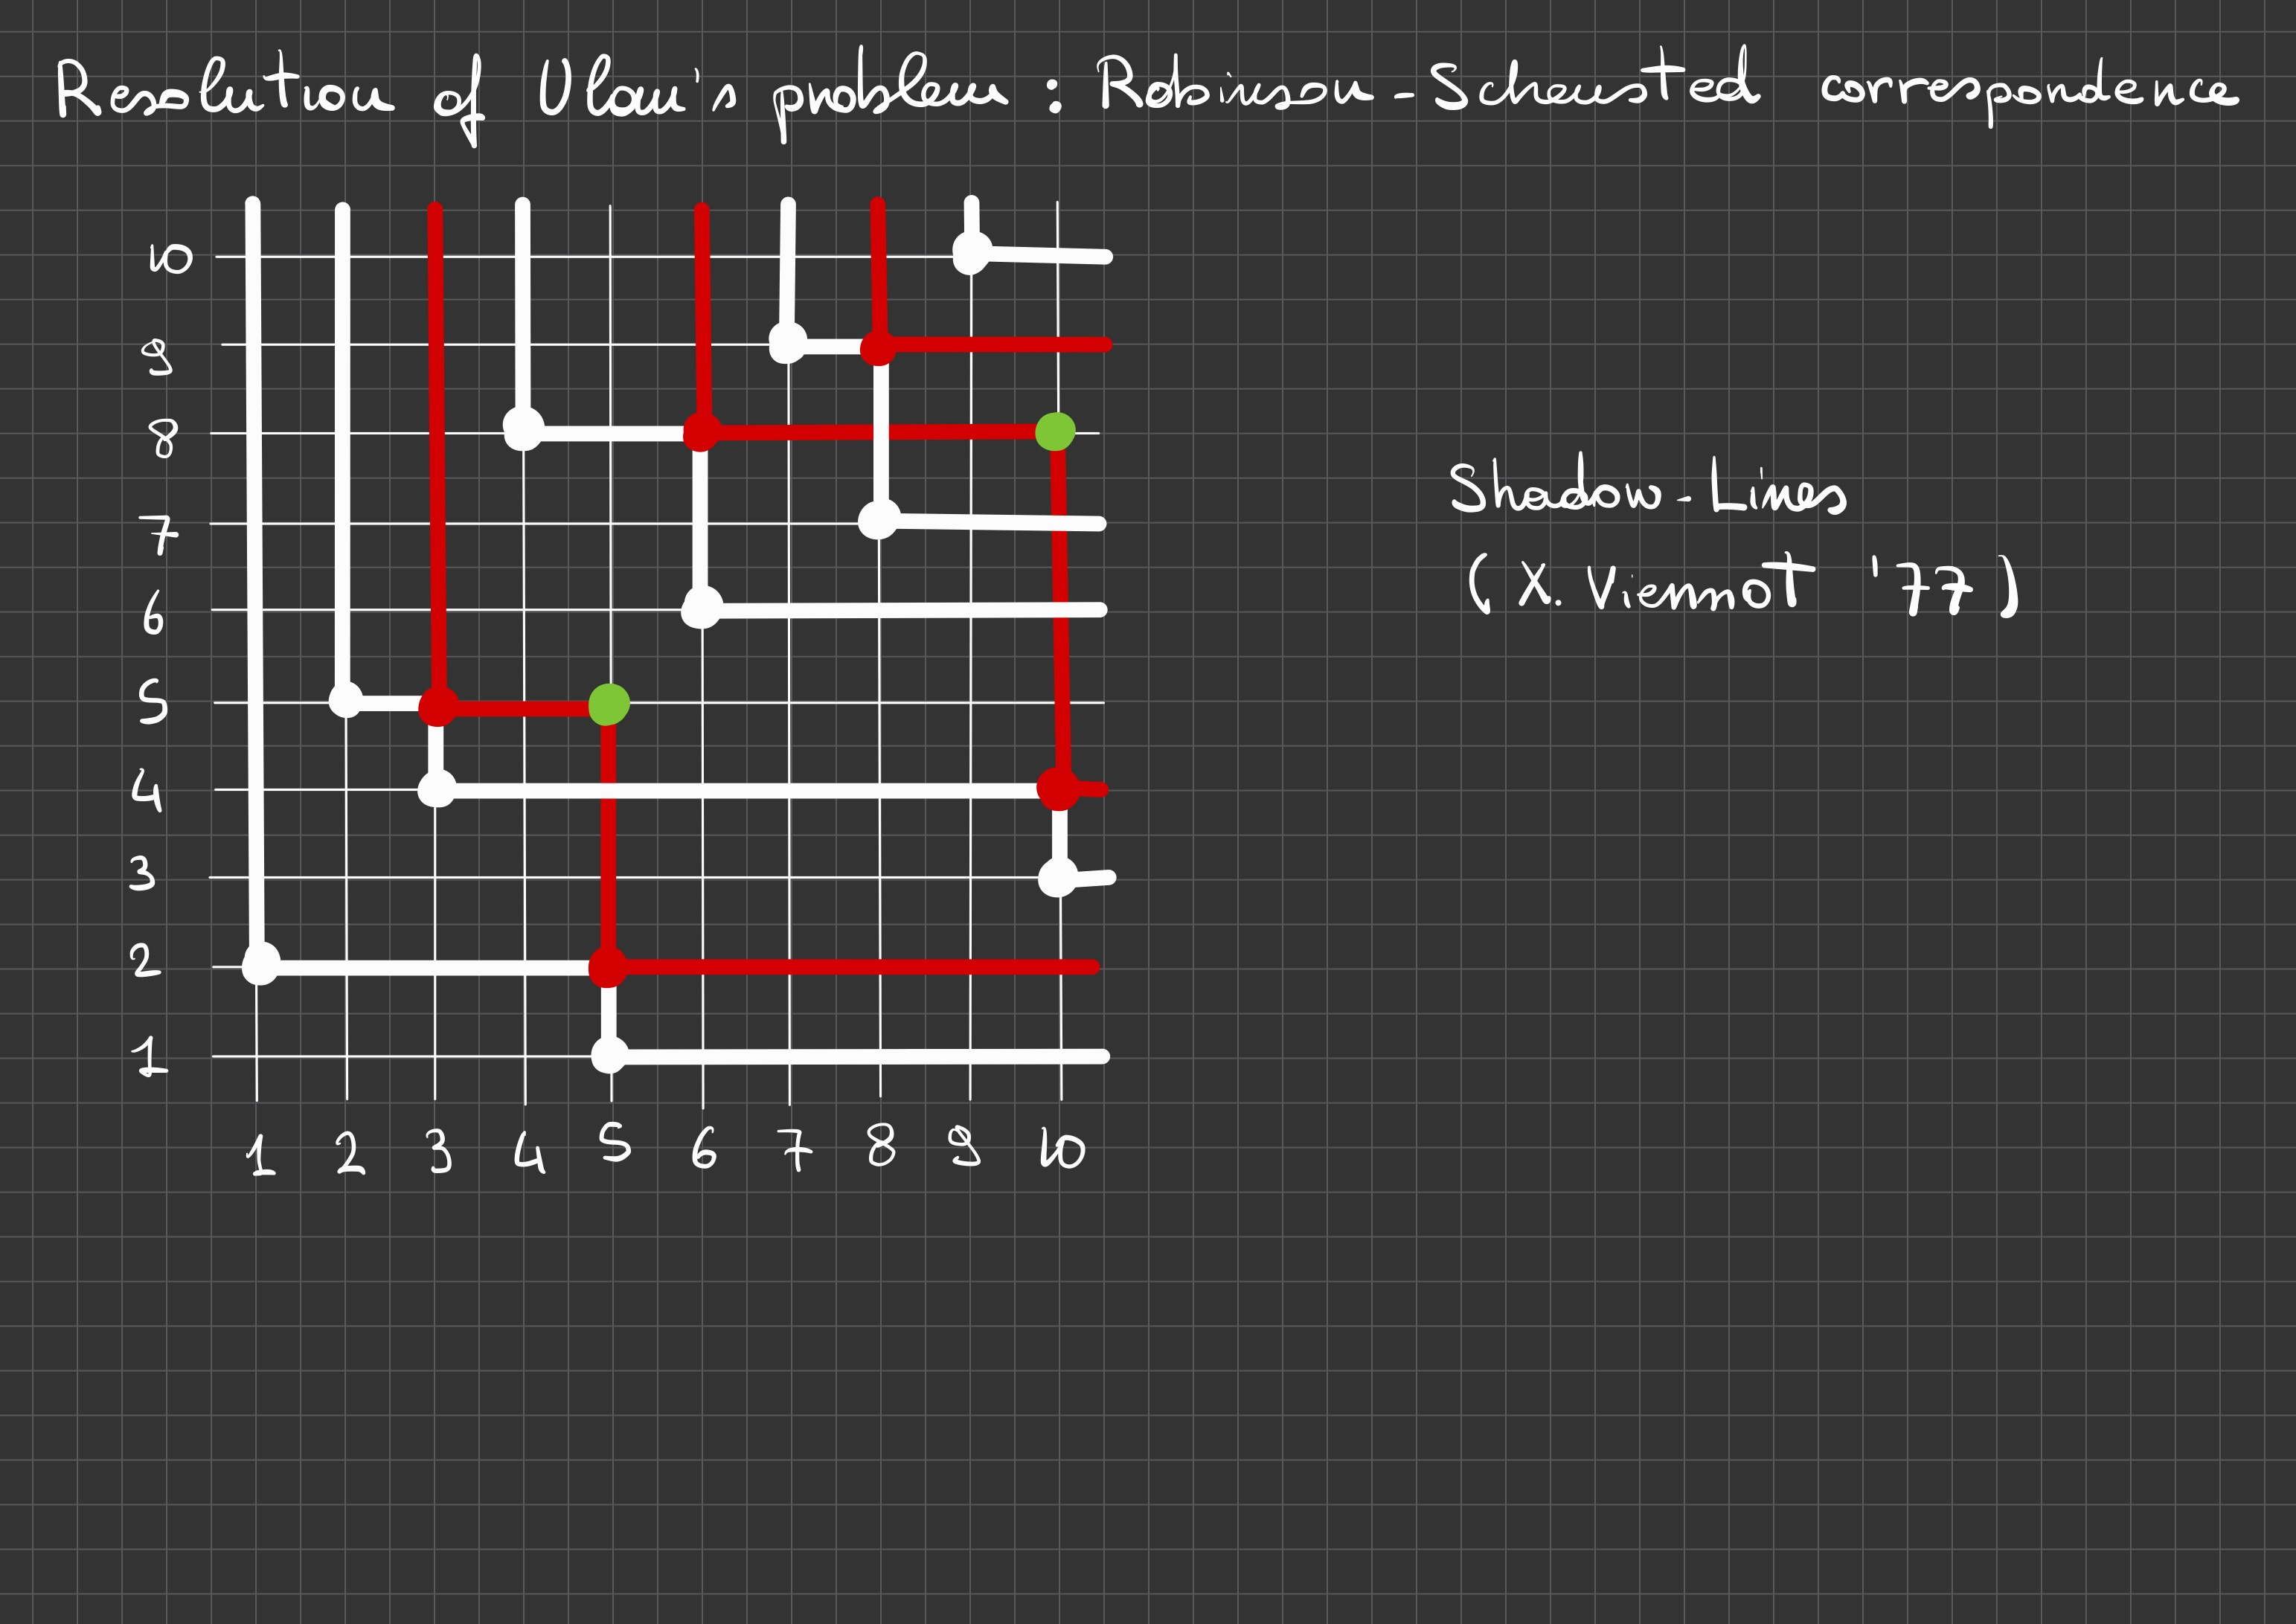 Resolution of Ulam's problem : Robinson - Schensted correspondence
10
9
8
7
6
5
4
3
2
1
1 2 3 4 5 6 7 8 9 10
Shadow - Lines
( X. Viennot '77 )